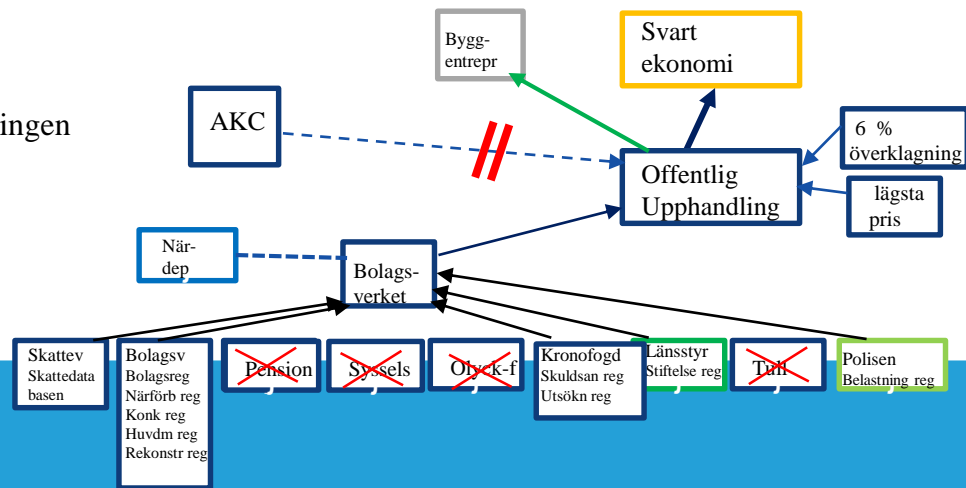 Bygg-
entrepr
Svart
ekonomi
ingen
AKC
6 %
överklagning
Offentlig
Upphandling
lägsta
pris
När-
dep
Bolags-
verket
Skattev
Skattedata
basen
Bolagsv
Bolagsreg
Närförb reg
Konk reg
Huvdm reg
Rekonstr reg
Pension
Syssels
Olyck-f
Kronofogd
Skuldsan reg
Utsökn reg
Länsstyr
Stiftelse reg
Tull
Polisen
Belastning reg